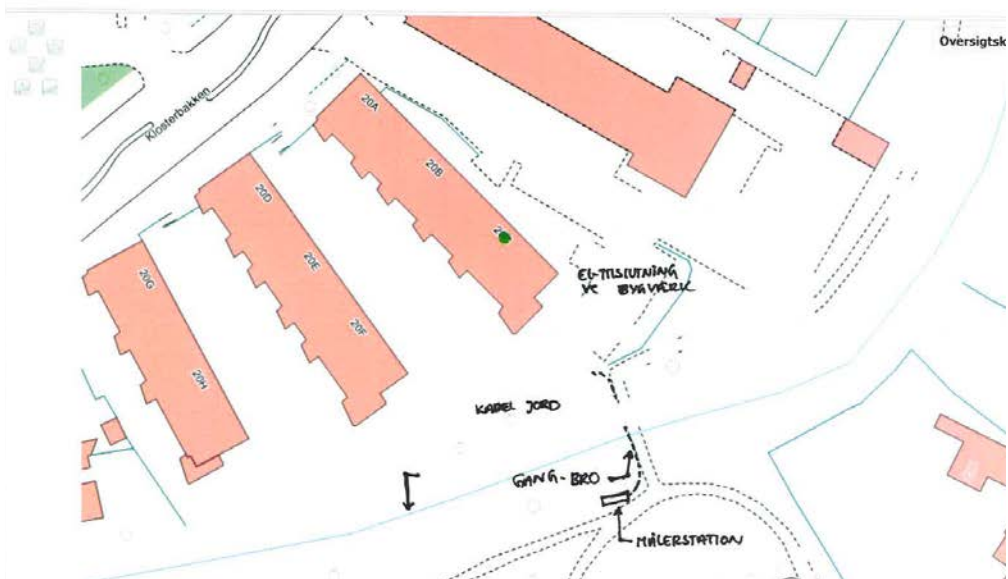 Oversigtsk
Klosterbakken
20A
20B
20D
20E
20F
20G
20H
EL-TILSLUTNING
VC BYGVÆRK
KABEL JORD
GANG-BRO
MÅLERSTATION